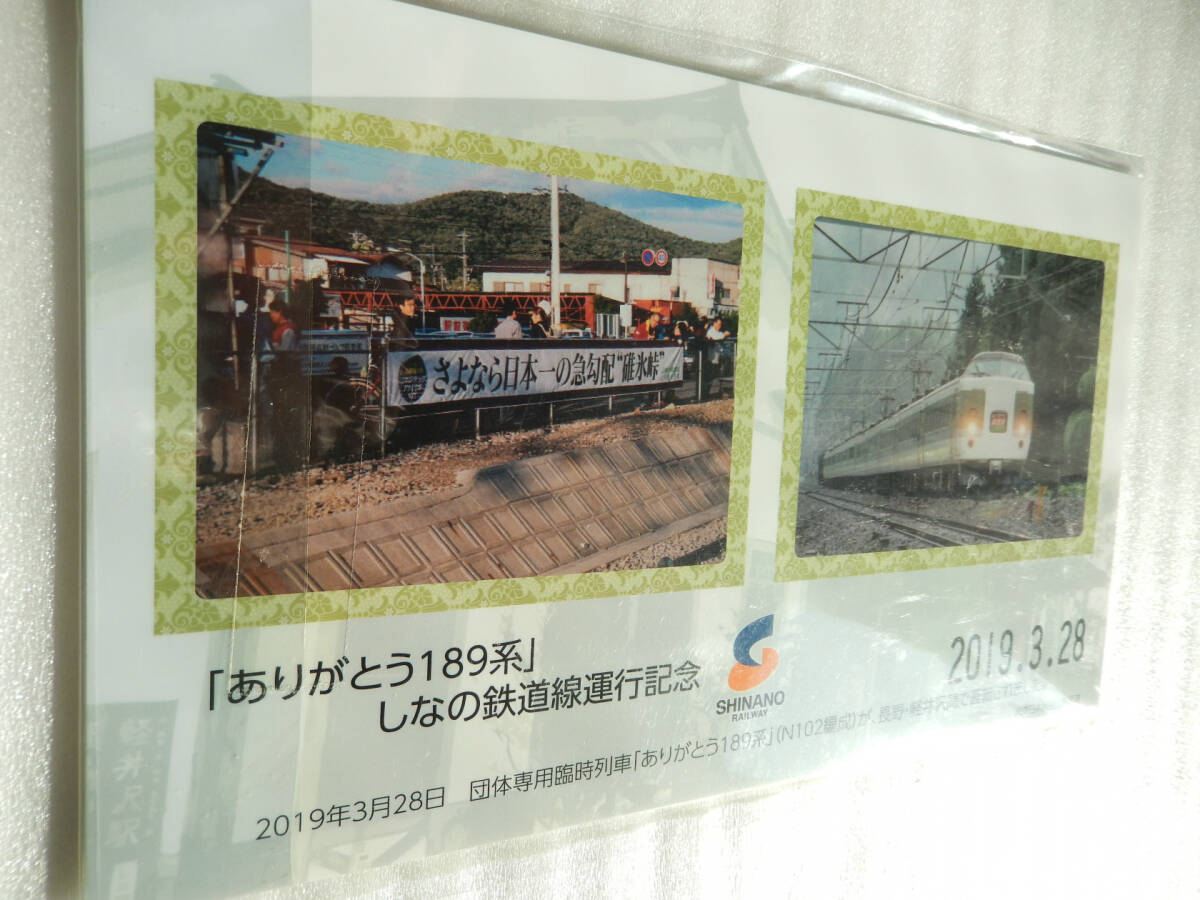 さよなら日本一の急勾配"碓氷峠"
「ありがとう189系」
しなの鉄道線運行記念
SHINANO
RAILWAY
2019.3.28
2019年3月28日 団体専用臨時列車「ありがとう189系」(N102編成)が、長野・軽井沢間で
軽井沢駅